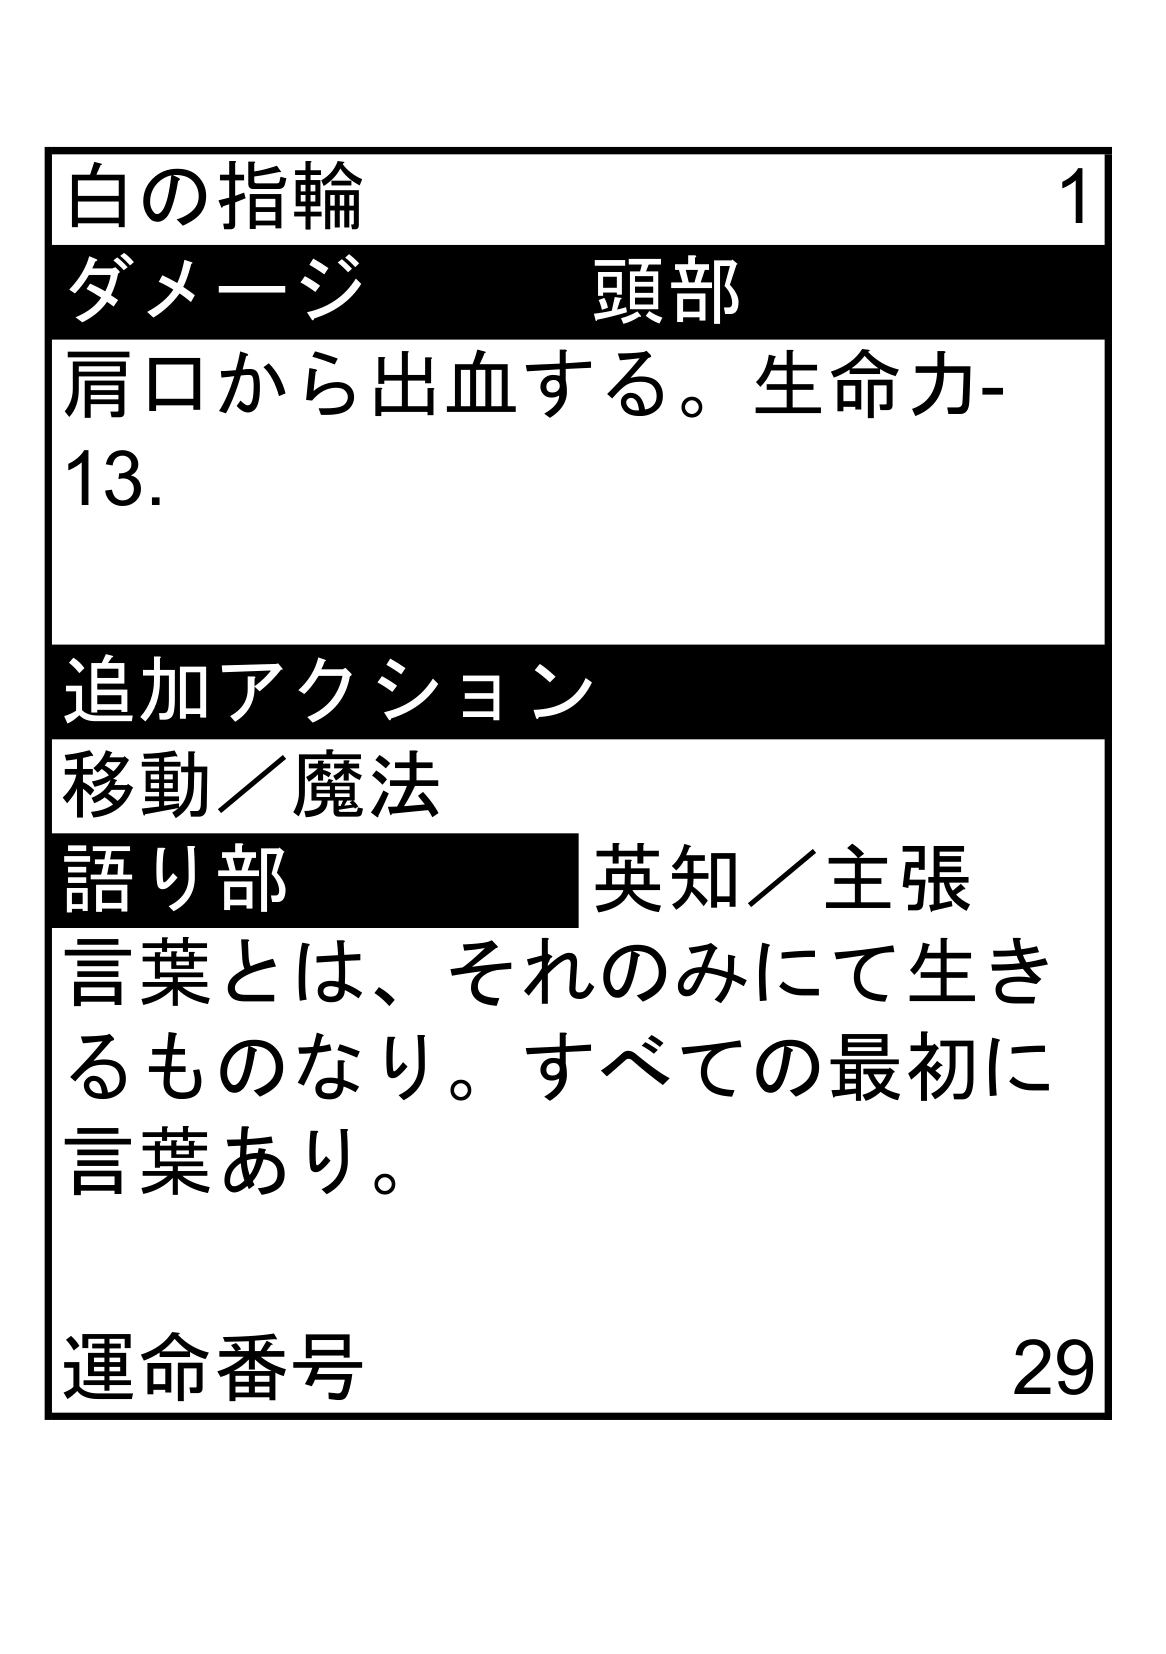 白の指輪 1
ダメージ 頭部
肩口から出血する。生命力-
13.
追加アクション
移動／魔法
語り部 英知／主張
言葉とは、それのみにて生き
るものなり。すべての最初に
言葉あり。
運命番号 29